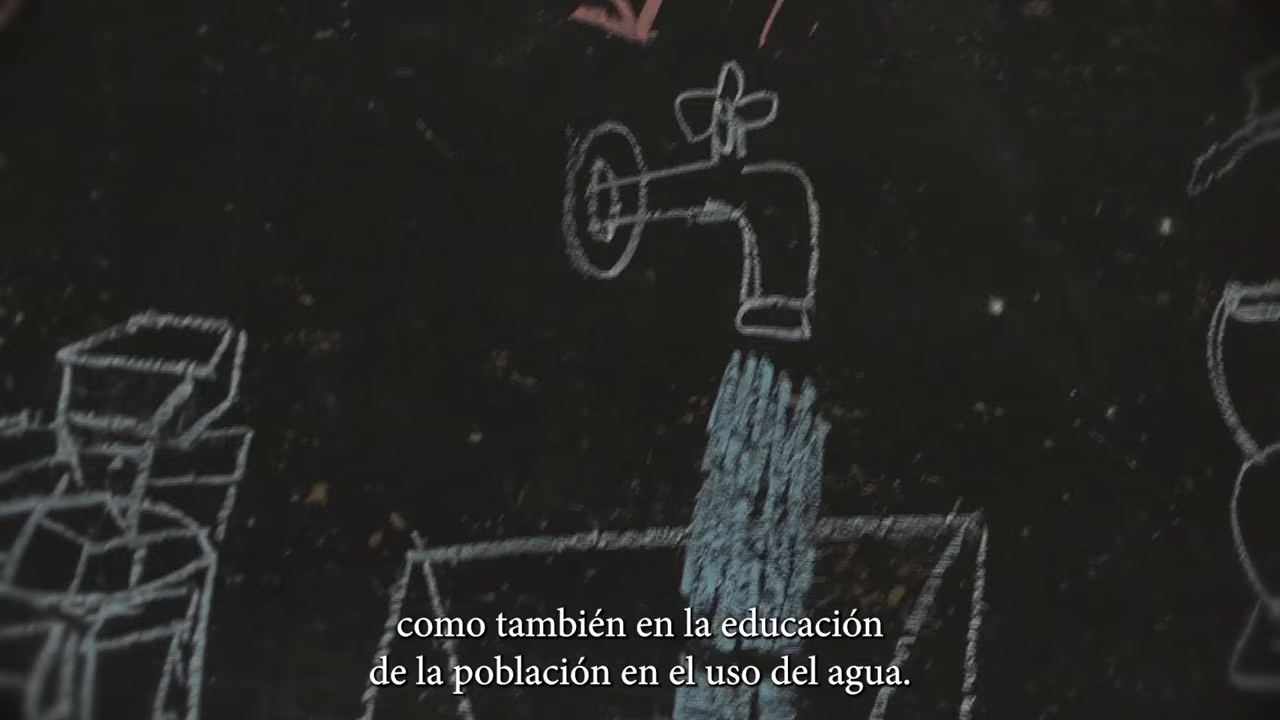 como también en la educación
de la población en el uso del agua.